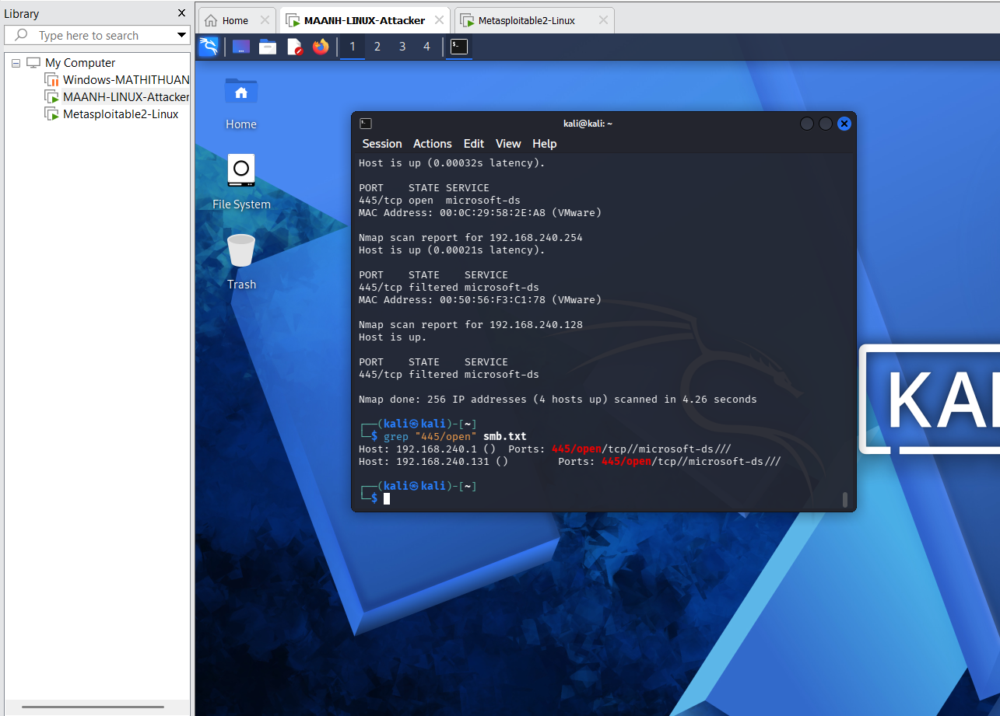 Library
Type here to search
My Computer
Windows-MATHITHUAN
MAANH-LINUX-Attacker
Metasploitable2-Linux
Home
MAANH-LINUX-Attacker
Metasploitable2-Linux
1 2 3 4
Home
File System
Trash
kali@kali: ~
Session Actions Edit View Help
Host is up (0.00032s latency).
PORT STATE SERVICE
445/tcp open microsoft-ds
MAC Address: 00:0C:29:58:2E:A8 (VMware)
Nmap scan report for 192.168.240.254
Host is up (0.00021s latency).
PORT STATE SERVICE
445/tcp filtered microsoft-ds
MAC Address: 00:50:56:F3:C1:78 (VMware)
Nmap scan report for 192.168.240.128
Host is up.
PORT STATE SERVICE
445/tcp filtered microsoft-ds
Nmap done: 256 IP addresses (4 hosts up) scanned in 4.26 seconds
┌──(kali㉿kali)-[~]
└─$ grep "445/open" smb.txt
Host: 192.168.240.1 () Ports: 445/open/tcp//microsoft-ds///
Host: 192.168.240.131 () Ports: 445/open/tcp//microsoft-ds///
┌──(kali㉿kali)-[~]
└─$
KA